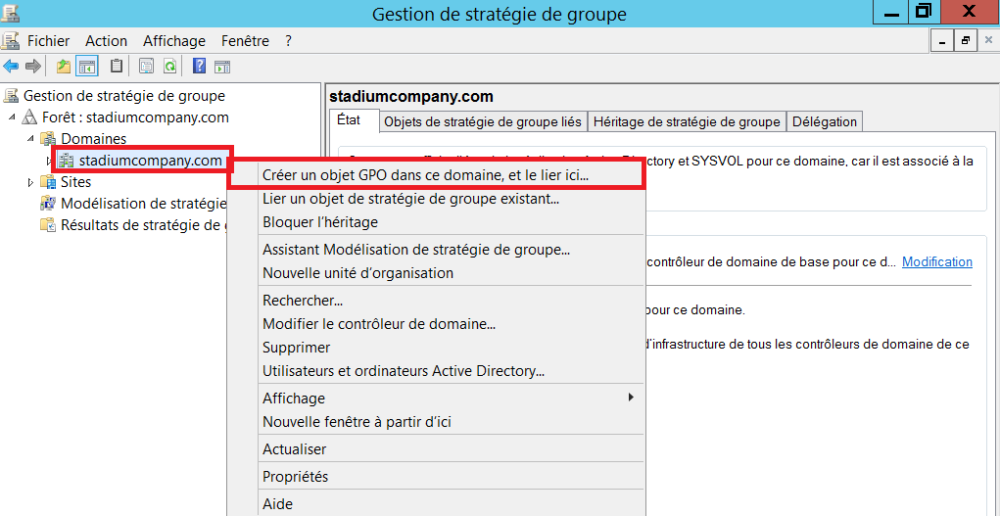 Gestion de stratégie de groupe
Fichier Action Affichage Fenêtre ?
Gestion de stratégie de groupe
Forêt : stadiumcompany.com
Domaines
stadiumcompany.com
Sites
Modélisation de stratégie
Résultats de stratégie de
stadiumcompany.com
État
Objets de stratégie de groupe liés
Héritage de stratégie de groupe
Délégation
Directory et SYSVOL pour ce domaine, car il est associé à la
contrôleur de domaine de base pour ce d... Modification
pour ce domaine.
d'infrastructure de tous les contrôleurs de domaine de ce
Créer un objet GPO dans ce domaine, et le lier ici...
Lier un objet de stratégie de groupe existant...
Bloquer l'héritage
Assistant Modélisation de stratégie de groupe...
Nouvelle unité d'organisation
Rechercher...
Modifier le contrôleur de domaine...
Supprimer
Utilisateurs et ordinateurs Active Directory...
Affichage
Nouvelle fenêtre à partir d'ici
Actualiser
Propriétés
Aide